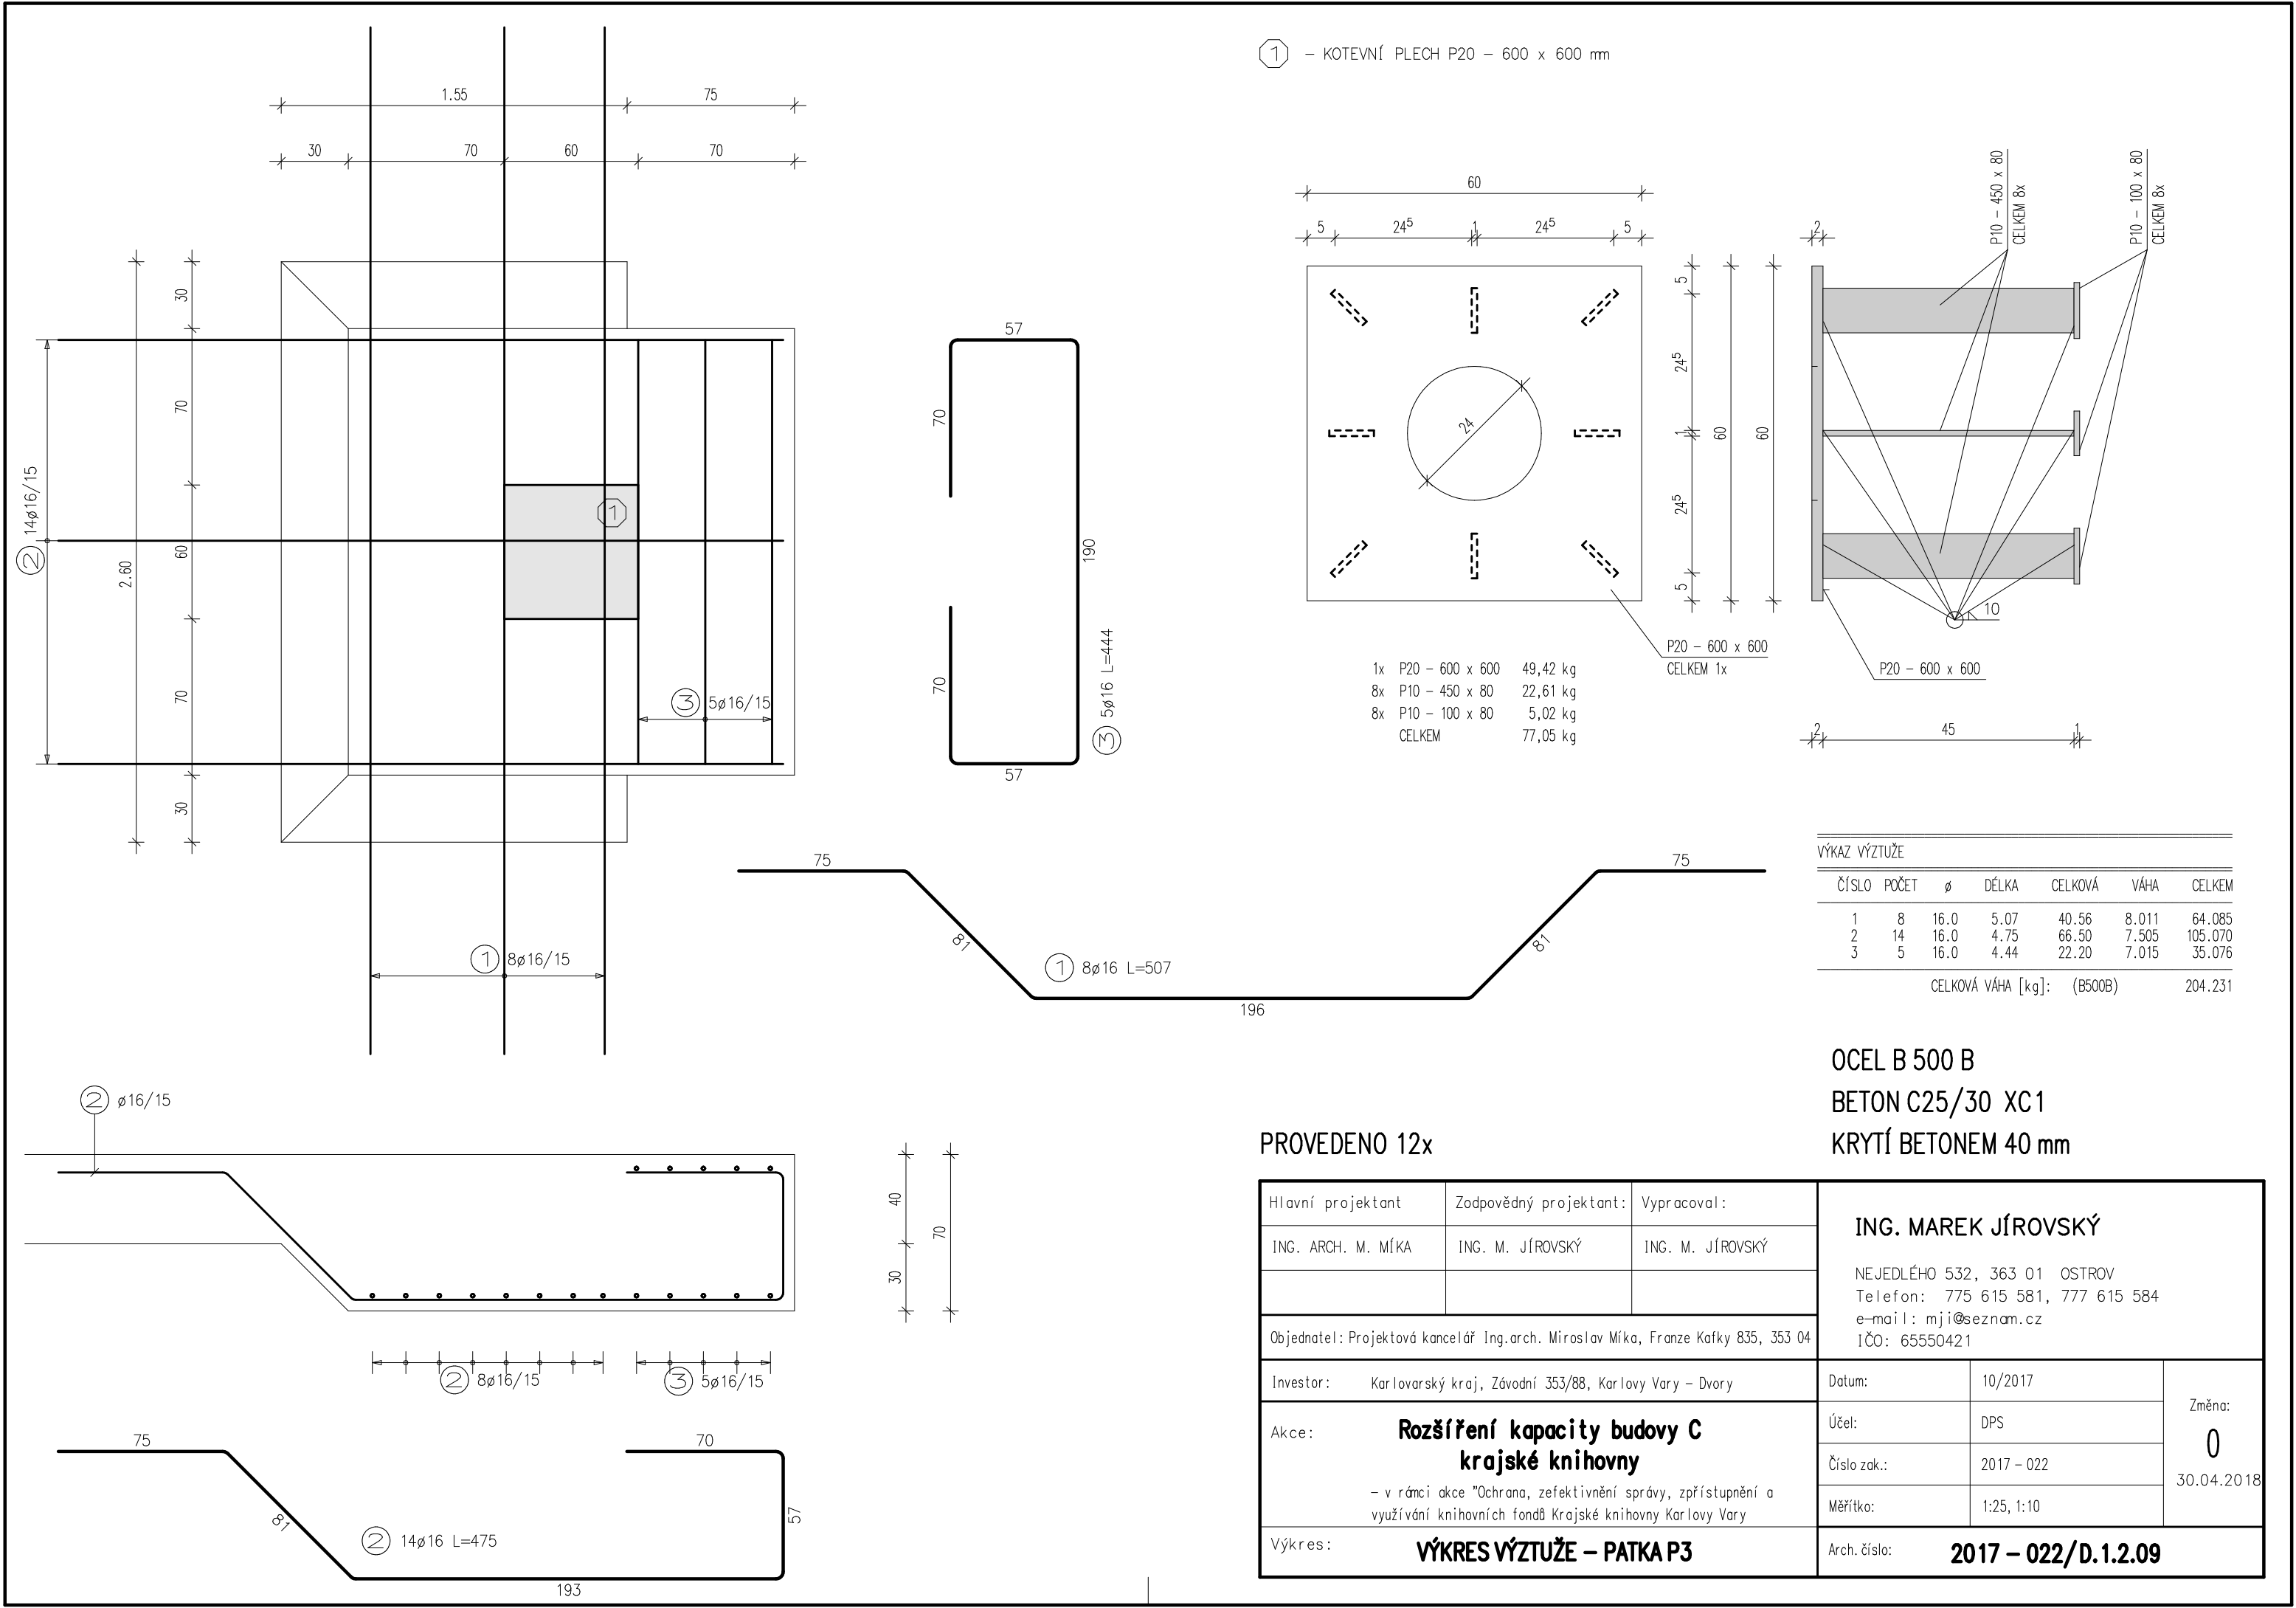 1 – KOTEVNÍ PLECH P20 – 600 x 600 mm
1.55 75
30 70 60 70
2.60
30
70
60
70
30
2 14ø16/15
1
3 5ø16/15
1 8ø16/15
57
70
190
70
57
3 5ø16 L=444
60
5 24⁵ 1 24⁵ 5
24
5
24⁵
1
24⁵
5
60
60
P20 – 600 x 600
CELKEM 1x
1x P20 – 600 x 600 49,42 kg
8x P10 – 450 x 80 22,61 kg
8x P10 – 100 x 80 5,02 kg
CELKEM 77,05 kg
P10 – 450 x 80
CELKEM 8x
P10 – 100 x 80
CELKEM 8x
2
10
P20 – 600 x 600
2 45 1
75 75
81 81
1 8ø16 L=507
196
VÝKAZ VÝZTUŽE
ČÍSLO POČET ø DÉLKA CELKOVÁ VÁHA CELKEM
1 8 16.0 5.07 40.56 8.011 64.085
2 14 16.0 4.75 66.50 7.505 105.070
3 5 16.0 4.44 22.20 7.015 35.076
CELKOVÁ VÁHA [kg]: (B500B) 204.231
OCEL B 500 B
BETON C25/30 XC1
KRYTÍ BETONEM 40 mm
2 ø16/15
40
30
70
2 8ø16/15 3 5ø16/15
75 70
81
57
2 14ø16 L=475
193
PROVEDENO 12x
Hlavní projektant Zodpovědný projektant: Vypracoval:
ING. ARCH. M. MÍKA ING. M. JÍROVSKÝ ING. M. JÍROVSKÝ
Objednatel: Projektová kancelář Ing.arch. Miroslav Míka, Franze Kafky 835, 353 04
Investor: Karlovarský kraj, Závodní 353/88, Karlovy Vary – Dvory
Akce: Rozšíření kapacity budovy C
krajské knihovny
– v rámci akce "Ochrana, zefektivnění správy, zpřístupnění a
využívání knihovních fondů Krajské knihovny Karlovy Vary
Výkres: VÝKRES VÝZTUŽE – PATKA P3
ING. MAREK JÍROVSKÝ
NEJEDLÉHO 532, 363 01 OSTROV
Telefon: 775 615 581, 777 615 584
e–mail: mji@seznam.cz
IČO: 65550421
Datum: 10/2017
Účel: DPS
Číslo zak.: 2017 – 022
Měřítko: 1:25, 1:10
Změna:
0
30.04.2018
Arch. číslo: 2017 – 022/D.1.2.09